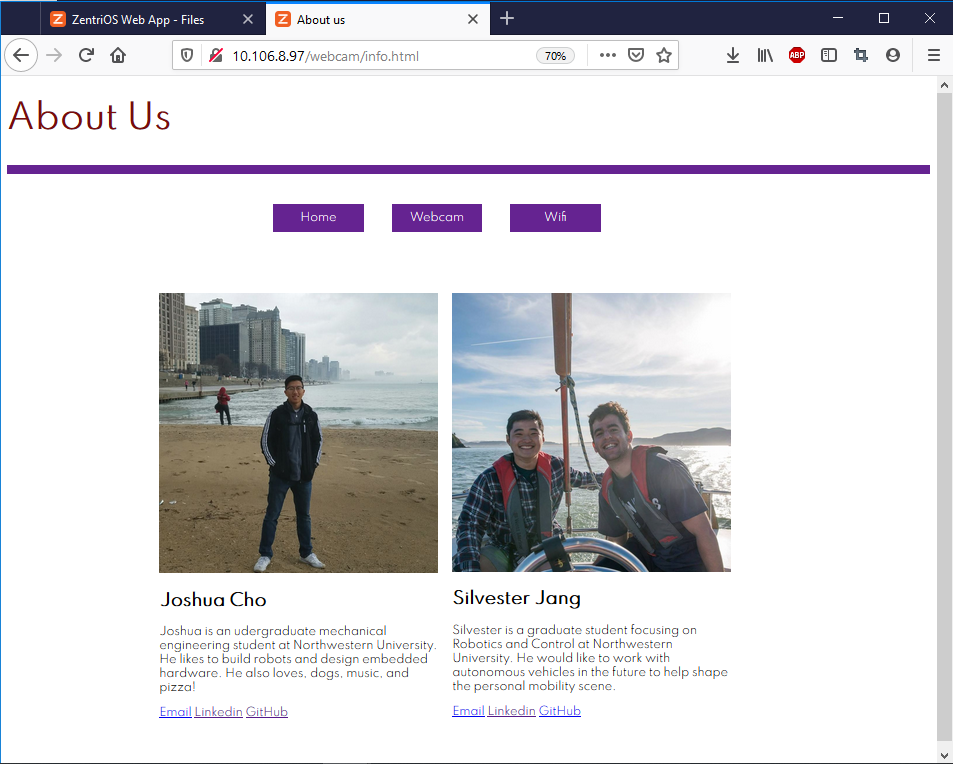 ZentriOS Web App - Files
About us
10.106.8.97/webcam/info.html
70%
ABP
About Us
Home
Webcam
Wifi
Joshua Cho
Joshua is an udergraduate mechanical
engineering student at Northwestern University.
He likes to build robots and design embedded
hardware. He also loves, dogs, music, and
pizza!
Email Linkedin GitHub
Silvester Jang
Silvester is a graduate student focusing on
Robotics and Control at Northwestern
University. He would like to work with
autonomous vehicles in the future to help shape
the personal mobility scene.
Email Linkedin GitHub